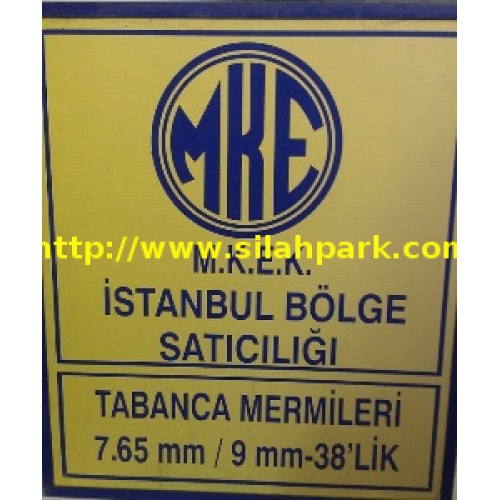 MKE
http://www.silahpark.com
M.K.E.K.
İSTANBUL BÖLGE
SATICILIĞI
TABANCA MERMİLERİ
7.65 mm / 9 mm-38'LİK